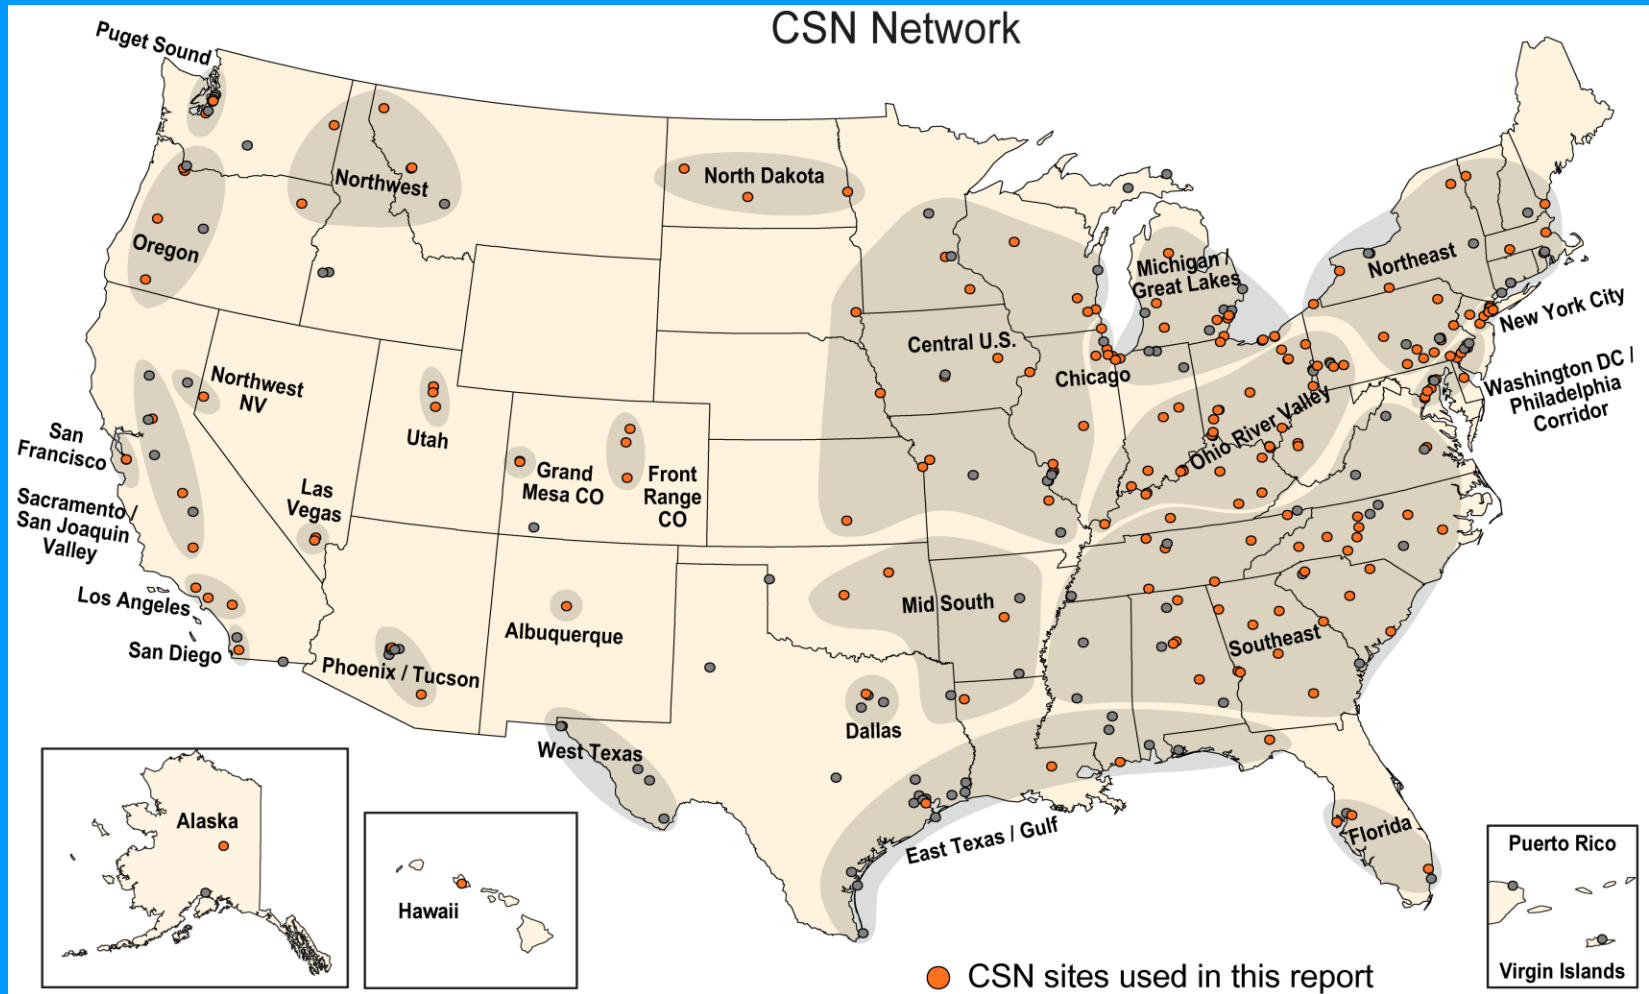 CSN Network
Puget Sound
Northwest
North Dakota
Oregon
Michigan /
Great Lakes
Northeast
New York City
Central U.S.
Chicago
Washington DC /
Philadelphia
Corridor
Northwest
NV
Utah
Ohio River Valley
San
Francisco
Grand
Mesa CO
Front
Range
CO
Las
Vegas
Sacramento /
San Joaquin
Valley
Los Angeles
Mid South
Albuquerque
Southeast
San Diego
Phoenix / Tucson
Dallas
West Texas
Alaska
Hawaii
East Texas / Gulf
Florida
Puerto Rico
Virgin Islands
CSN sites used in this report